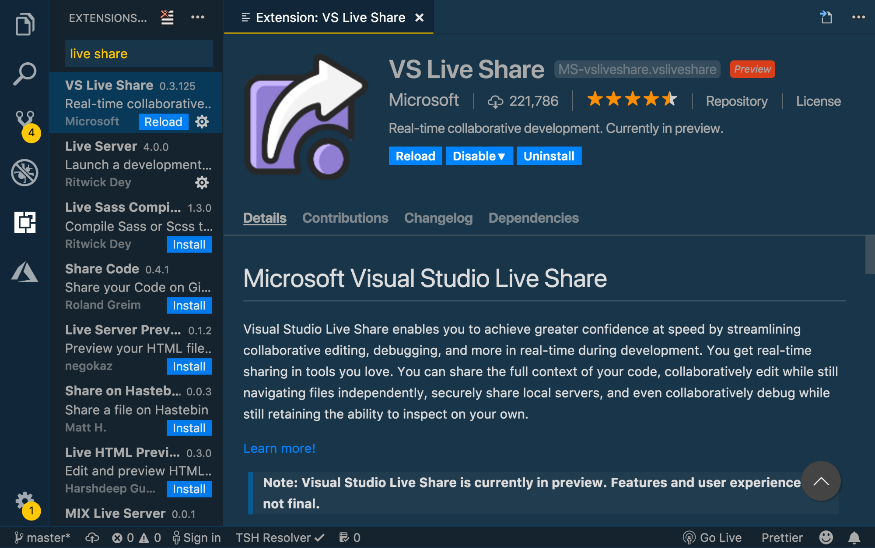 EXTENSIONS...
Extension: VS Live Share
live share
VS Live Share 0.3.125
Real-time collaborative...
Microsoft Reload
Live Server 4.0.0
Launch a development...
Ritwick Dey
Live Sass Compi... 1.3.0
Compile Sass or Scss t...
Ritwick Dey Install
Share Code 0.4.1
Share your Code on Gi...
Roland Greim Install
Live Server Prev... 0.1.2
Preview your HTML file...
negokaz Install
Share on Hasteb... 0.0.3
Share a file on Hastebin
Matt H. Install
Live HTML Previ... 0.3.0
Edit and preview HTML...
Harshdeep Gu... Install
MIX Live Server 0.0.1
4
1
VS Live Share MS-vsliveshare.vsliveshare Preview
Microsoft 221,786 Repository License
Real-time collaborative development. Currently in preview.
Reload Disable▼ Uninstall
Details Contributions Changelog Dependencies
Microsoft Visual Studio Live Share
Visual Studio Live Share enables you to achieve greater confidence at speed by streamlining
collaborative editing, debugging, and more in real-time during development. You get real-time
sharing in tools you love. You can share the full context of your code, collaboratively edit while still
navigating files independently, securely share local servers, and even collaboratively debug while
still retaining the ability to inspect on your own.
Learn more!
Note: Visual Studio Live Share is currently in preview. Features and user experience
not final.
master* 0 0 Sign in TSH Resolver ✓ 0 Go Live Prettier